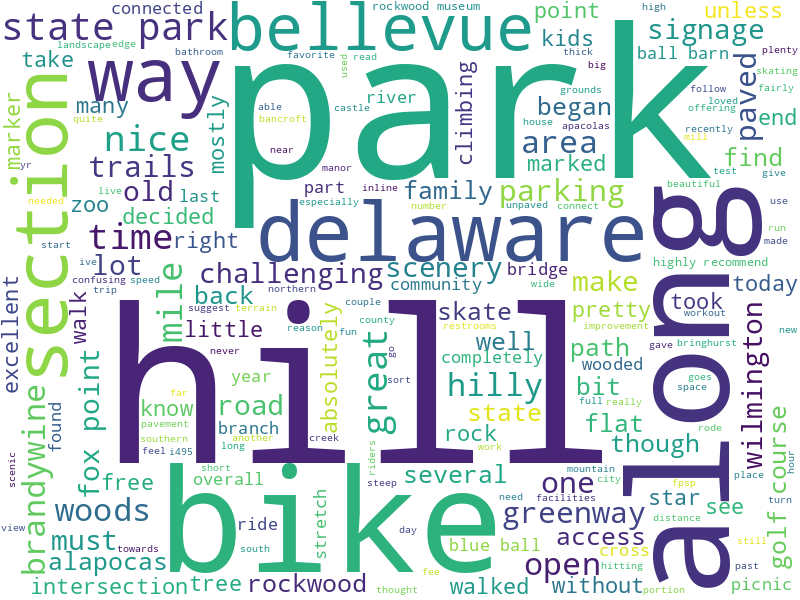 connected
rockwood museum
high
unless
state park
bellevue
point
signage
landscape
edge
bathroom
favorite
read
thick
kids
ball barn
plenty
take
way
park
used
big
skating
marker
section
many
mostly
able
castle
river
climbing
began
grounds
follow
loved
offering
fairly
end
quite
nice
bancroft
house
apacolas
area
paved
mill
recently
trails
near
marked
find
test
give
yr
live
old
last
manor
inline
part
family
unpaved
parking
beautiful
needed
zoo
decided
especially
number
connect
along
use
start
time
right
delaware
run
made
ive
lot
challenging
scenery
bridge
highly recommend
confusing
speed
back
community
wide
make
today
trip
mile
northern
couple
suggest
terrain
skate
pretty
took
workout
new
excellent
walk
hill
reason
county
fun
restrooms
improvement
little
well
path
gave
bringhurst
never
absolutely
go
completely
wooded
goes
wilmington
brandywine
fox point
year
great
sort
hilly
bit
full
really
space
far
know
road
state
flat
rode
pavement
southern
another
branch
rock
though
found
feel
i495
long
creek
work
hour
scenic
short
riders
steep
mountain
city
place
turn
free
overall
bike
several
need
facilities
one
star
see
fpsp
golf course
view
woods
ride
stretch
day
greenway
distance
still
must
towards
south
blue ball
access
cross
hitting
past
alapocas
fee
open
intersection
tree
rockwood
thought
walked
without
portion
picnic